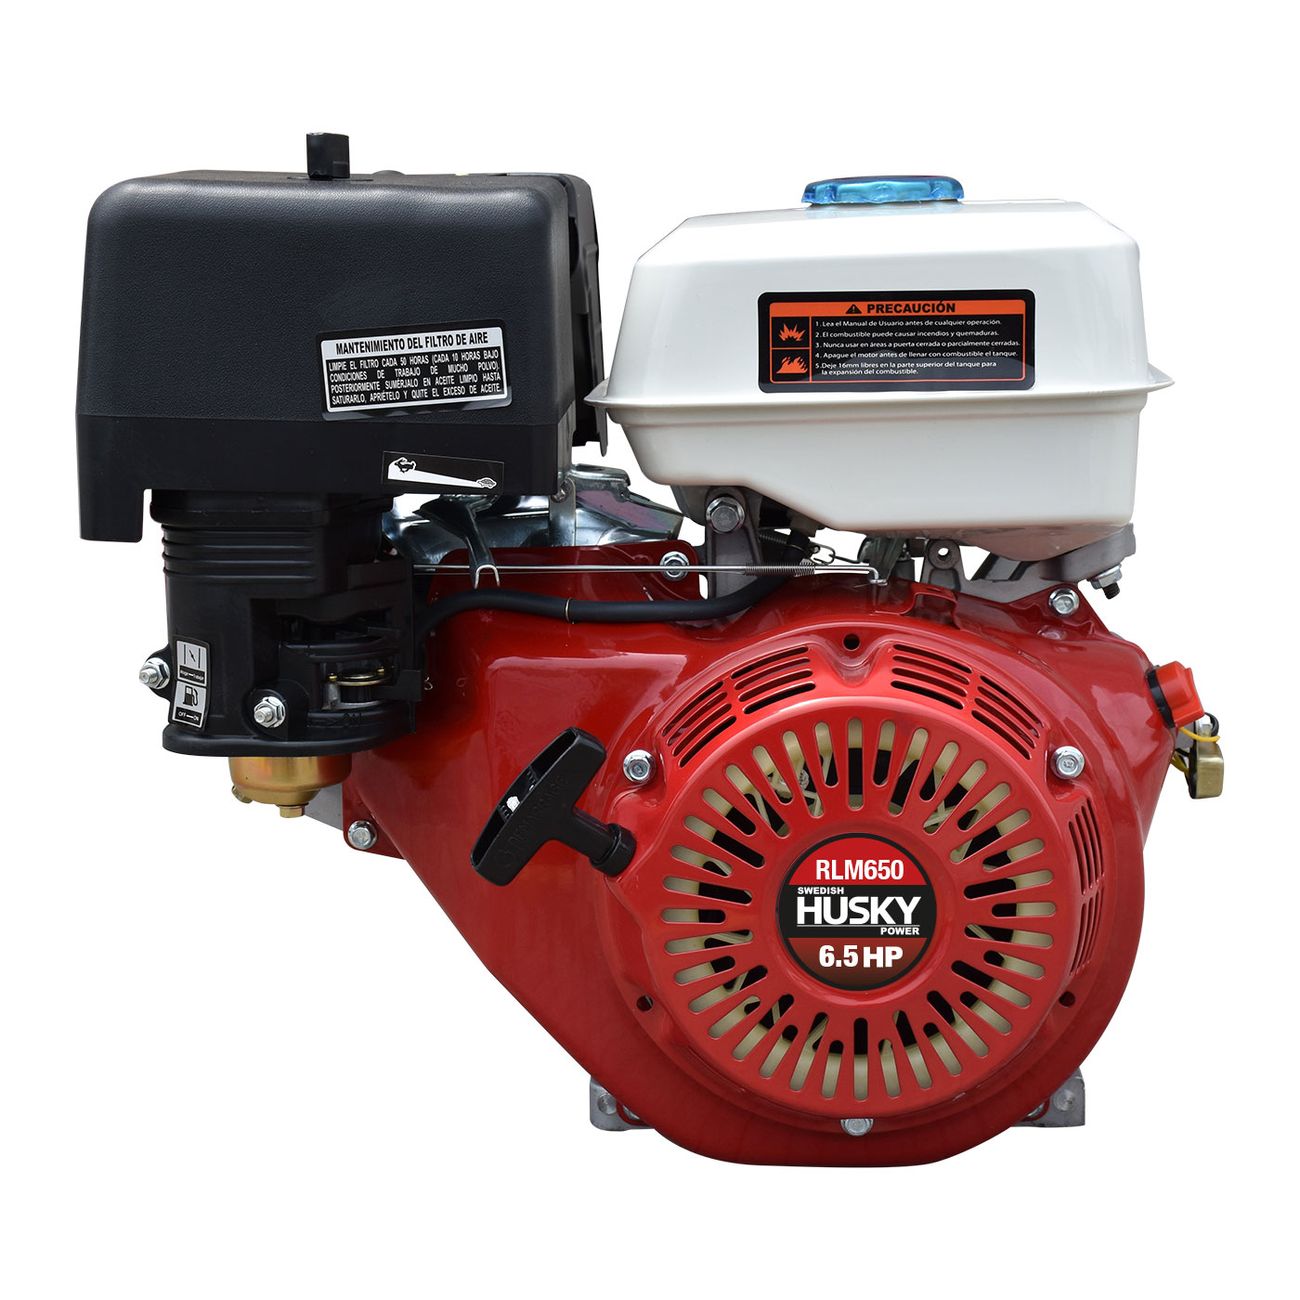 MANTENIMIENTO DEL FILTRO DE AIRE
LIMPIE EL FILTRO CADA 50 HORAS (CADA 10 HORAS BAJO
CONDICIONES DE TRABAJO DE MUCHO POLVO).
POSTERIORMENTE SUMÉRJALO EN ACEITE LIMPIO HASTA
SATURARLO, APRIÉTELO Y QUITE EL EXCESO DE ACEITE.
PRECAUCIÓN
1. Lea el Manual de Usuario antes de cualquier operación.
2. El combustible puede causar incendios y quemaduras.
3. Nunca usar en áreas a puerta cerrada o parcialmente cerradas.
4. Apague el motor antes de llenar con combustible el tanque.
5. Deje 16mm libres en la parte superior del tanque para
la expansión del combustible.
OFF ON
RLM650
SWEDISH
HUSKY
POWER
6.5 HP